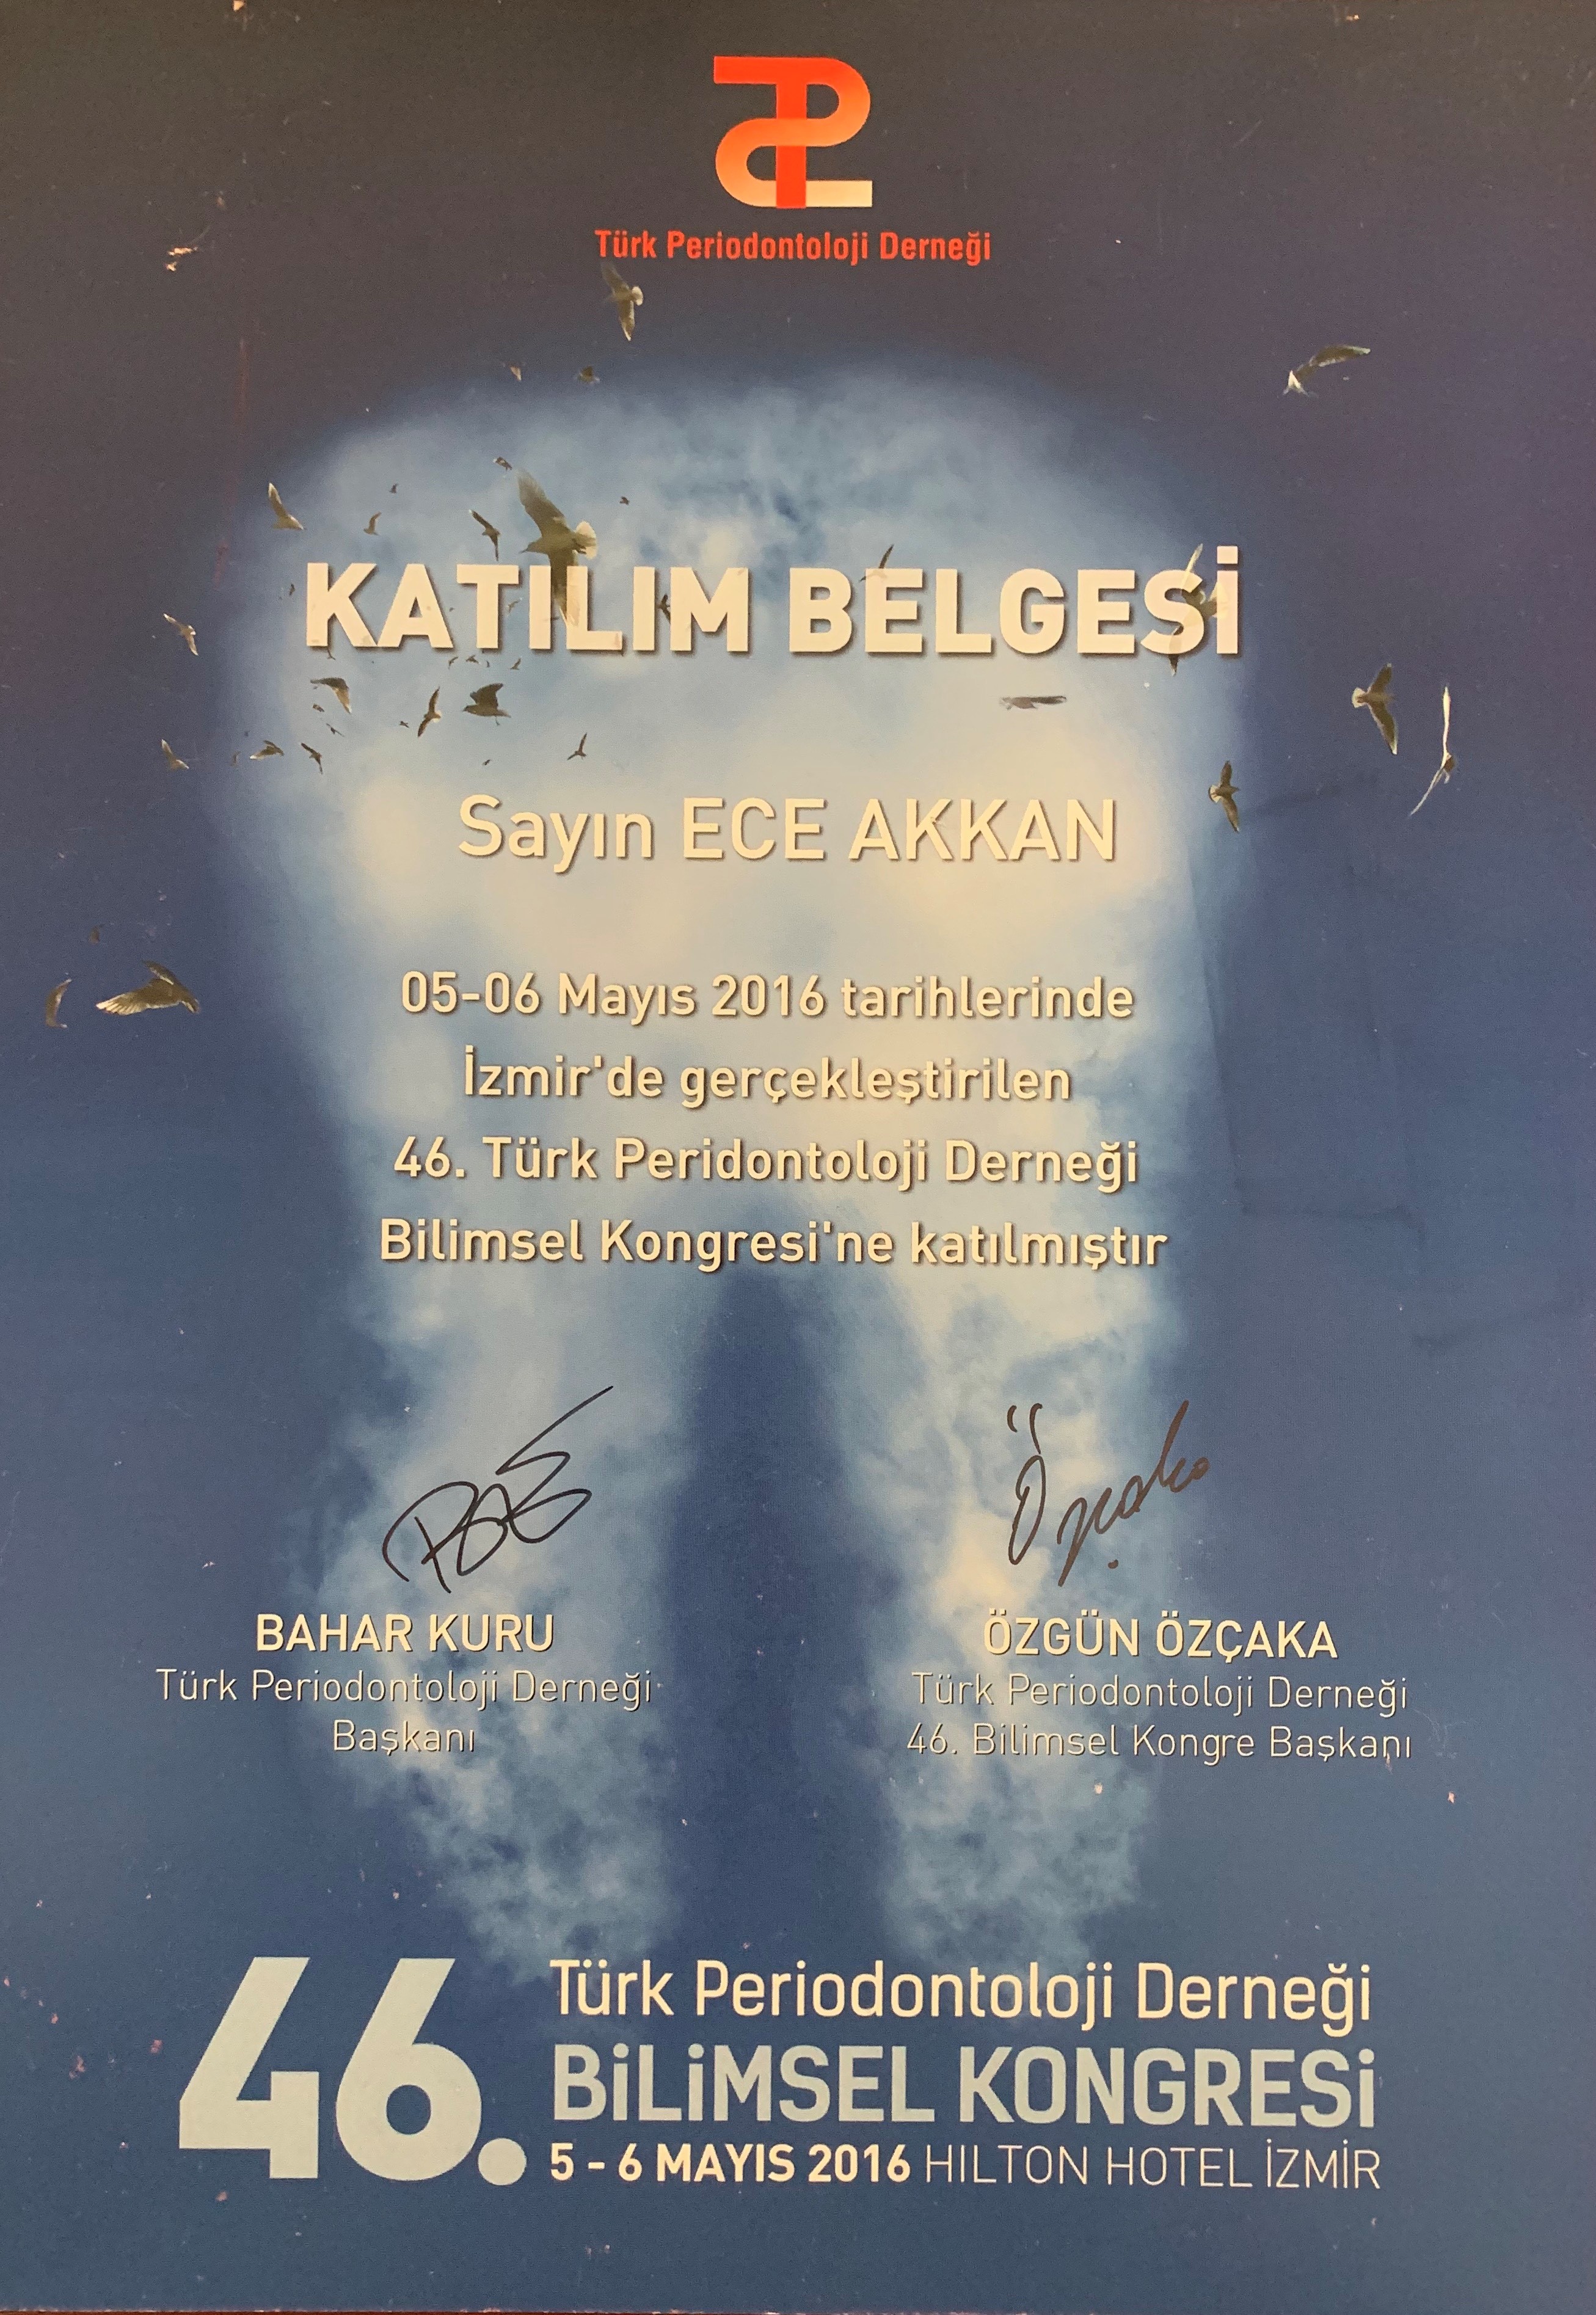 Türk Periodontoloji Derneği
KATILIM BELGESİ
Sayın ECE AKKAN
05-06 Mayıs 2016 tarihlerinde
İzmir'de gerçekleştirilen
46. Türk Peridontoloji Derneği
Bilimsel Kongresi'ne katılmıştır
Özçaka
BAHAR KURU
Türk Periodontoloji Derneği
Başkanı
ÖZGÜN ÖZÇAKA
Türk Periodontoloji Derneği
46. Bilimsel Kongre Başkanı
46.
Türk Periodontoloji Derneği
BİLİMSEL KONGRESİ
5 - 6 MAYIS 2016 HILTON HOTEL İZMİR